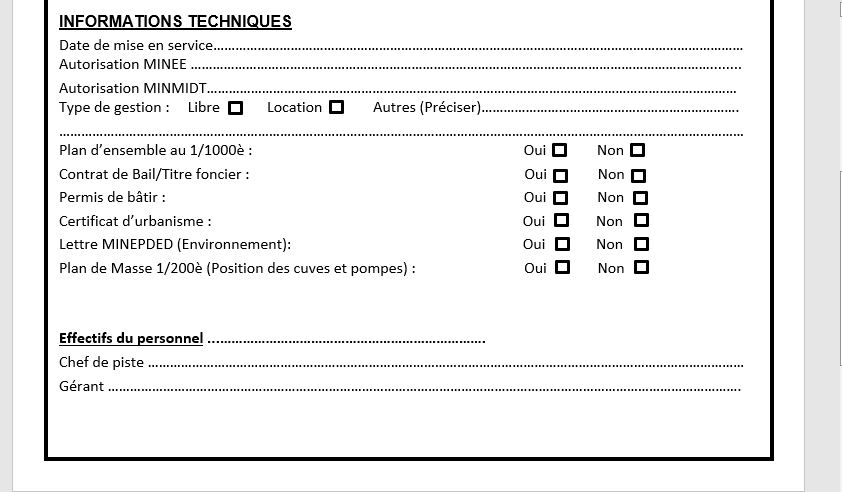 INFORMATIONS TECHNIQUES
Date de mise en service……………………………………………………………………………………………………
Autorisation MINEE ……………………………………………………………………………………………………........
Autorisation MINMIDT……………………………………………………………………………………………………
Type de gestion : Libre ☐ Location ☐ Autres (Préciser)…………………………………………………….
……………………………………………………………………………………………………………………………………
Plan d’ensemble au 1/1000è : Oui ☐ Non ☐
Contrat de Bail/Titre foncier : Oui ☐ Non ☐
Permis de bâtir : Oui ☐ Non ☐
Certificat d’urbanisme : Oui ☐ Non ☐
Lettre MINEPDED (Environnement): Oui ☐ Non ☐
Plan de Masse 1/200è (Position des cuves et pompes) : Oui ☐ Non ☐
Effectifs du personnel ...…………………………………………………….
Chef de piste ……………………………………………………………………………………………………………………
Gérant ………………………………………………………………………………………………………………………….